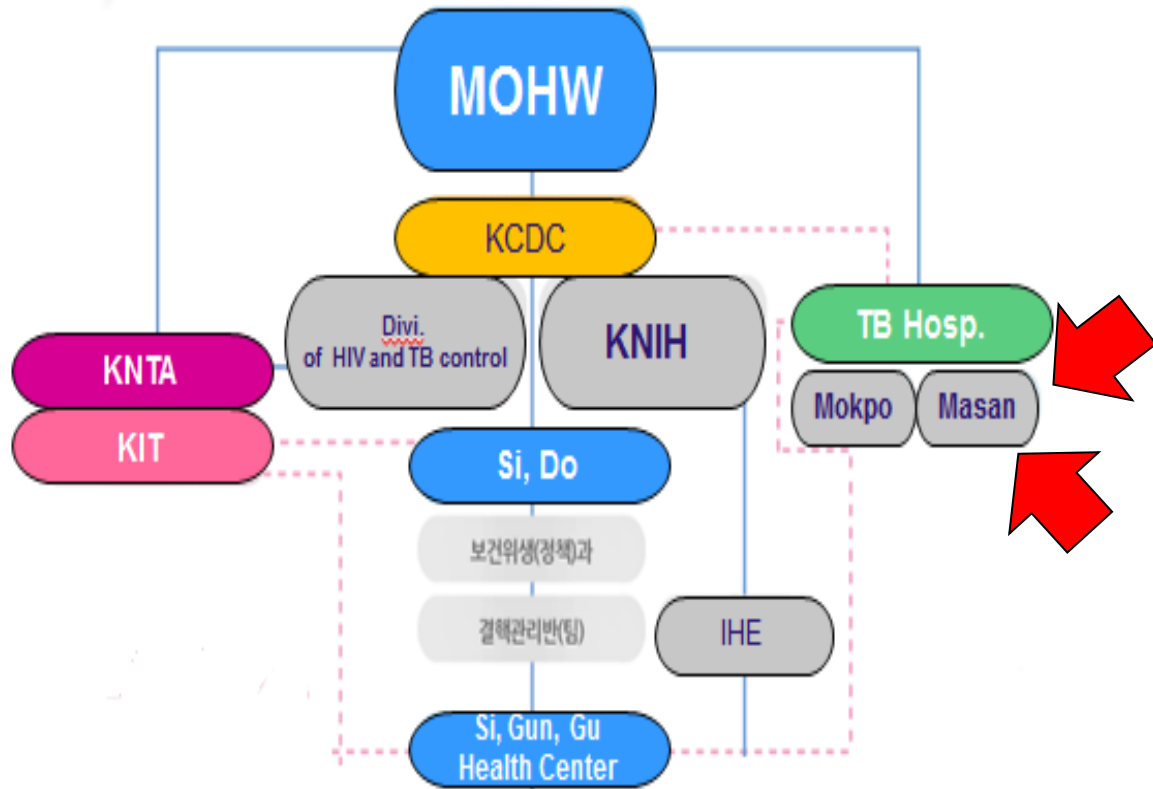 MOHW
KCDC
Divi.
of HIV and TB control
KNIH
TB Hosp.
KNTA
Mokpo
Masan
KIT
Si, Do
보건위생(정책)과
결핵관리반(팀)
IHE
Si, Gun, Gu
Health Center